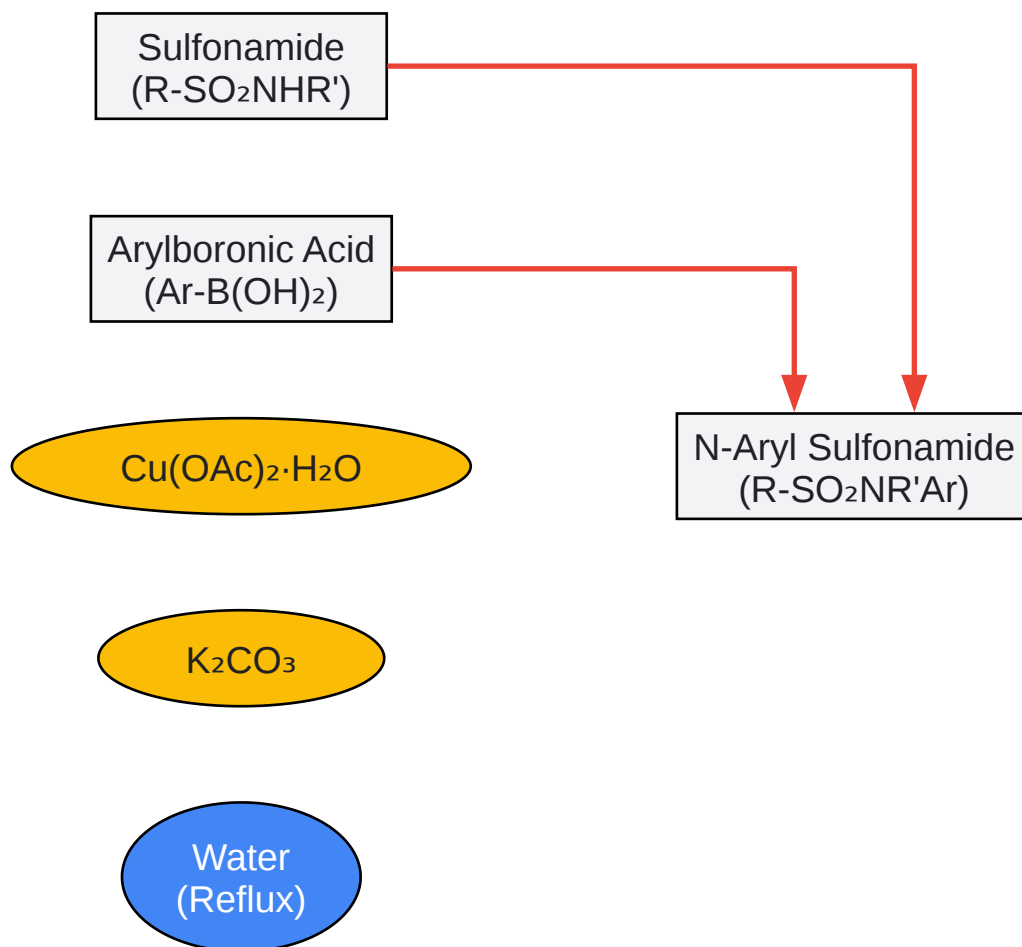 Sulfonamide
(R-SO₂NHR')
Arylboronic Acid
(Ar-B(OH)₂)
Cu(OAc)₂·H₂O
N-Aryl Sulfonamide
(R-SO₂NR'Ar)
K₂CO₃
Water
(Reflux)